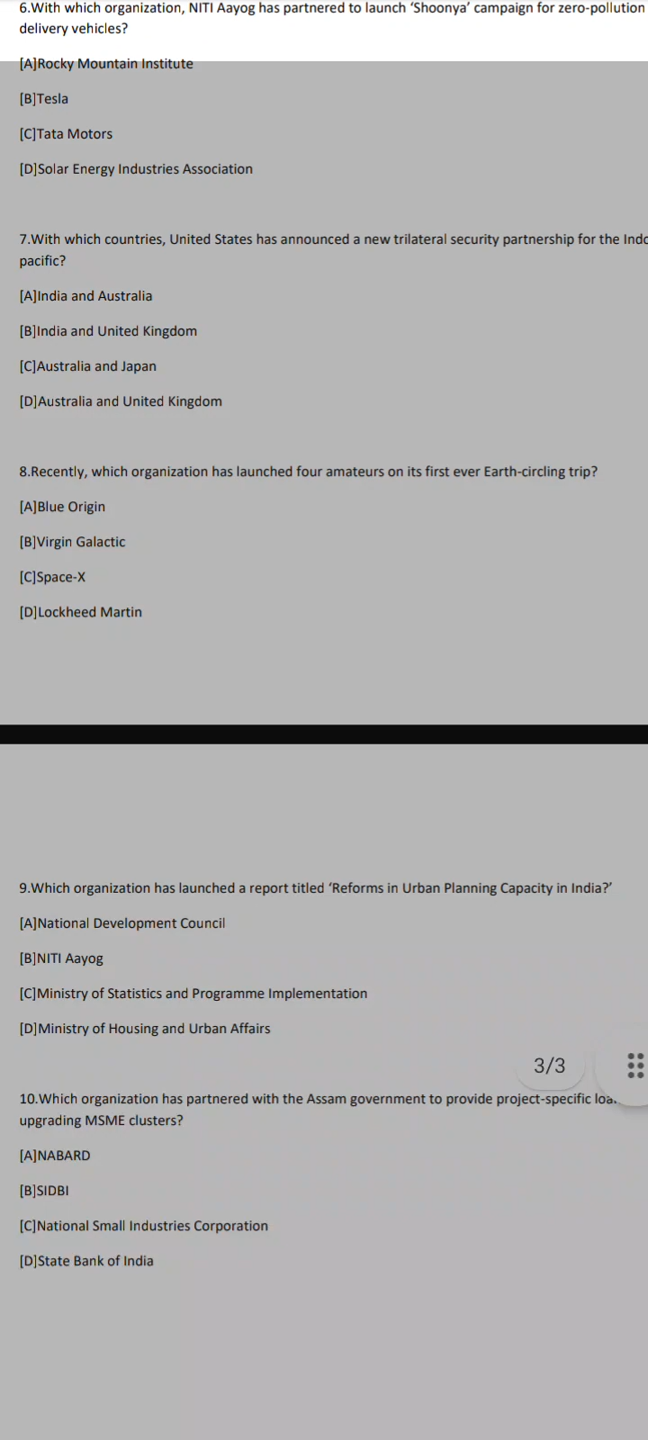 6.With which organization, NITI Aayog has partnered to launch ‘Shoonya’ campaign for zero-pollution
delivery vehicles?
[A]Rocky Mountain Institute
[B]Tesla
[C]Tata Motors
[D]Solar Energy Industries Association
7.With which countries, United States has announced a new trilateral security partnership for the Indo
pacific?
[A]India and Australia
[B]India and United Kingdom
[C]Australia and Japan
[D]Australia and United Kingdom
8.Recently, which organization has launched four amateurs on its first ever Earth-circling trip?
[A]Blue Origin
[B]Virgin Galactic
[C]Space-X
[D]Lockheed Martin
9.Which organization has launched a report titled ‘Reforms in Urban Planning Capacity in India?’
[A]National Development Council
[B]NITI Aayog
[C]Ministry of Statistics and Programme Implementation
[D]Ministry of Housing and Urban Affairs
3/3
10.Which organization has partnered with the Assam government to provide project-specific
upgrading MSME clusters?
[A]NABARD
[B]SIDBI
[C]National Small Industries Corporation
[D]State Bank of India